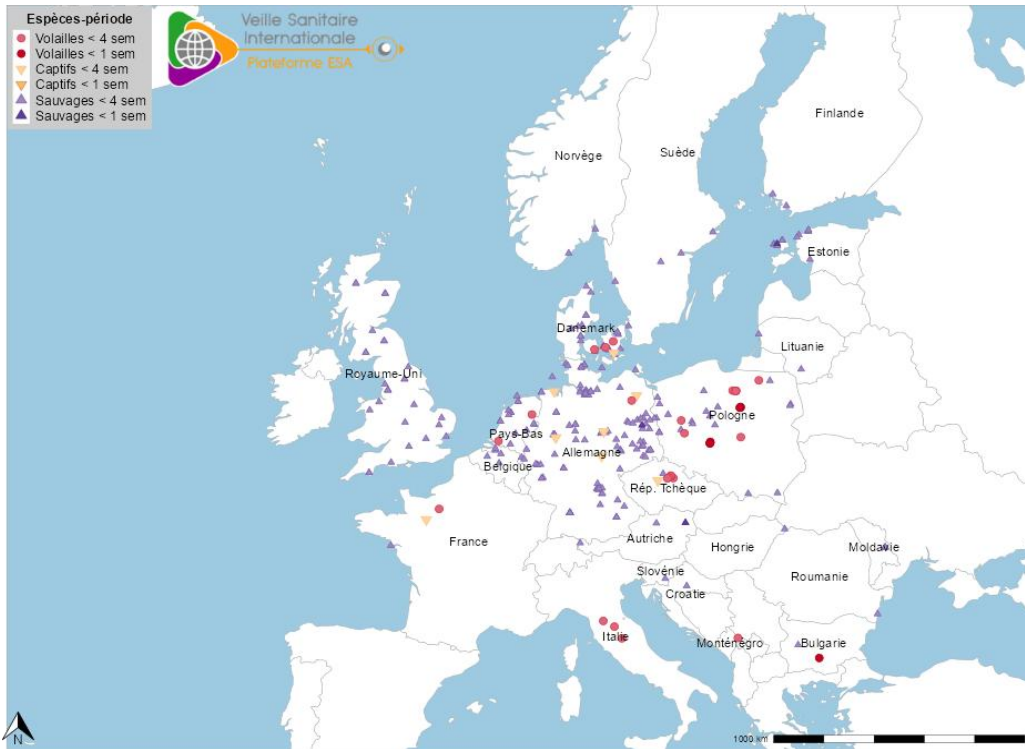 Espèces-période
Volailles < 4 sem
Volailles < 1 sem
Captifs < 4 sem
Captifs < 1 sem
Sauvages < 4 sem
Sauvages < 1 sem
Veille Sanitaire
Internationale
Plateforme ESA
Finlande
Norvège
Suède
Estonie
Danemark
Lituanie
Royaume-Uni
Pologne
Pays-Bas
Allemagne
Belgique
Rép. Tchèque
France
Autriche
Hongrie
Moldavie
Slovénie
Roumanie
Croatie
Italie
Monténégro
Bulgarie
N
1000 km